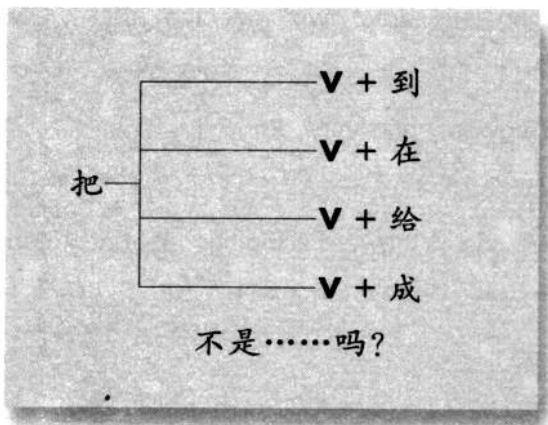 V + 到
V + 在
把
V + 给
V + 成
不是……吗？